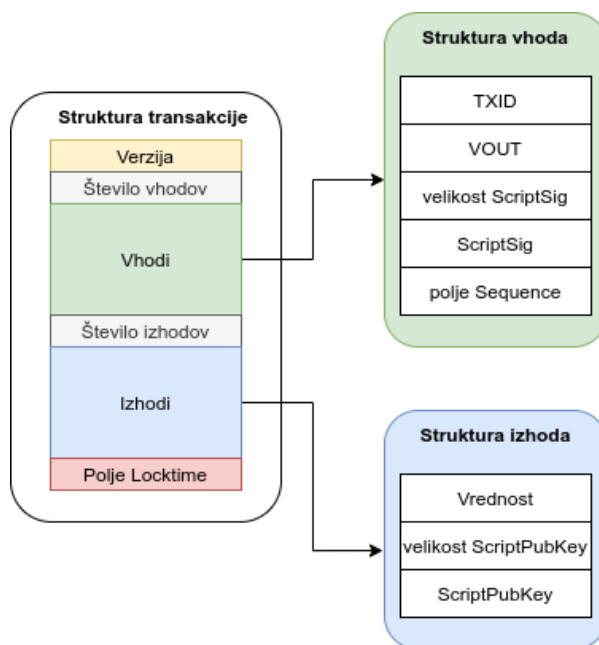 Struktura transakcije
Verzija
Število vhodov
Vhodi
Število izhodov
Izhodi
Polje Locktime
Struktura vhoda
TXID
VOUT
velikost ScriptSig
ScriptSig
polje Sequence
Struktura izhoda
Vrednost
velikost ScriptPubKey
ScriptPubKey